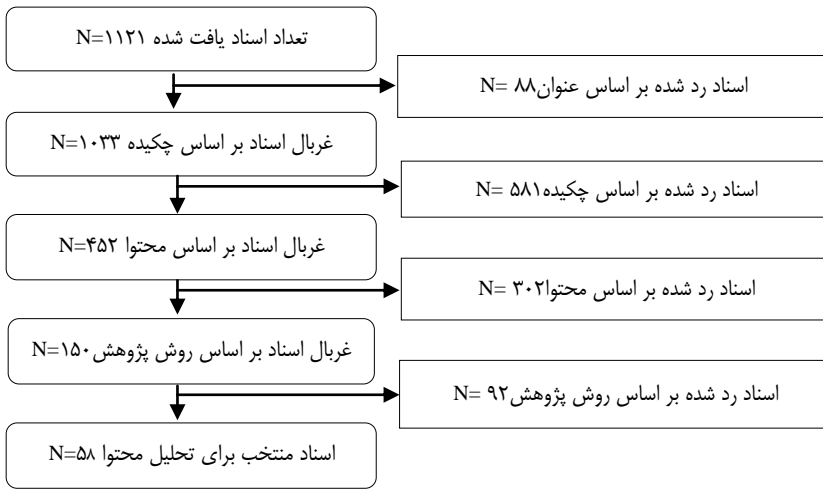 تعداد اسناد یافت شده N=۱۱۲۱
اسناد رد شده بر اساس عنوان۸۸ =N
غربال اسناد بر اساس چکیده N=۱۰۳۳
اسناد رد شده بر اساس چکیده۵۸۱ =N
غربال اسناد بر اساس محتوا N=۴۵۲
اسناد رد شده بر اساس محتوا۳۰۲ =N
غربال اسناد بر اساس روش پژوهش N=۱۵۰
اسناد رد شده بر اساس روش پژوهش۹۲ =N
اسناد منتخب برای تحلیل محتوا N=۵۸